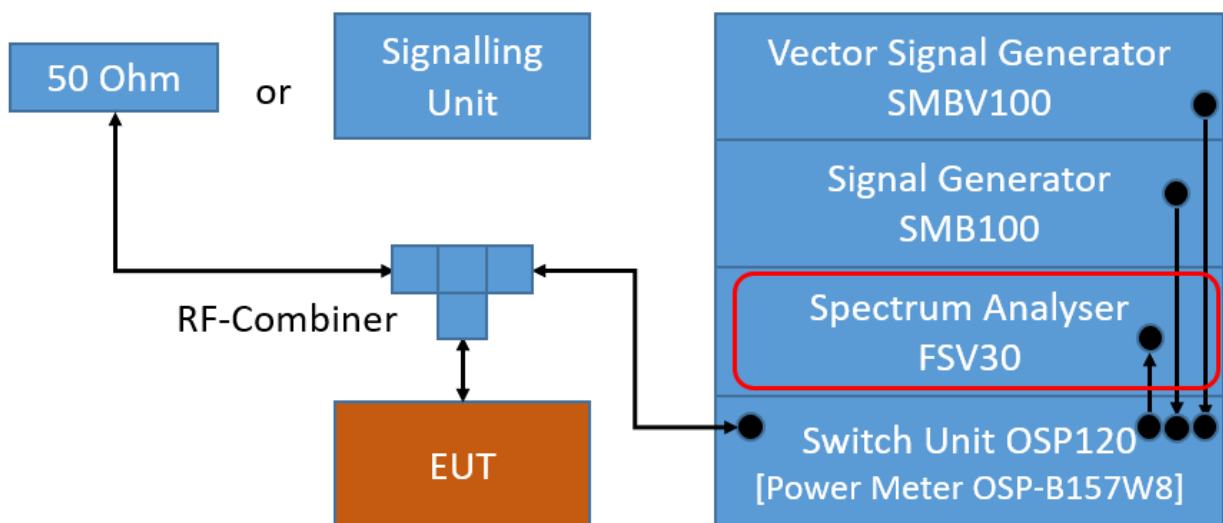 50 Ohm
or
Signalling
Unit
Vector Signal Generator
SMBV100
Signal Generator
SMB100
RF-Combiner
Spectrum Analyser
FSV30
EUT
Switch Unit OSP120
[Power Meter OSP-B157W8]